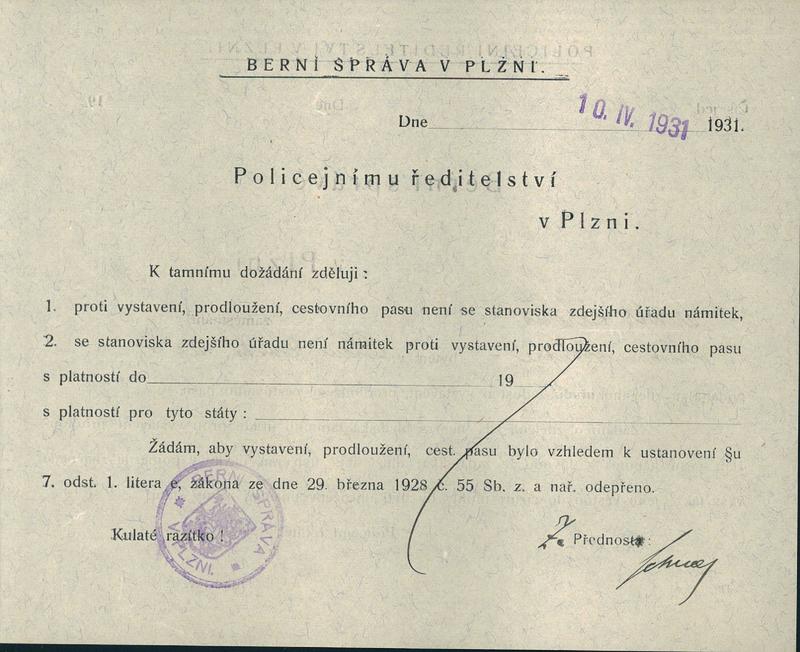 BERNÍ SPRÁVA V PLZNI.
Dne 10. IV. 1931 1931.
Policejnímu ředitelství
v Plzni.
K tamnímu dožádání zděluji :
1. proti vystavení, prodloužení, cestovního pasu není se stanoviska zdejšího úřadu námitek,
2. se stanoviska zdejšího úřadu není námitek proti vystavení, prodloužení, cestovního pasu
s platností do 19
s platností pro tyto státy :
Žádám, aby vystavení, prodloužení, cest. pasu bylo vzhledem k ustanovení §u
7. odst. 1. litera e, zákona ze dne 29. března 1928 č. 55 Sb. z. a nař. odepřeno.
BERNÍ SPRÁVA
V PLZNI.
Kulaté razítko !
Z. Přednosta: